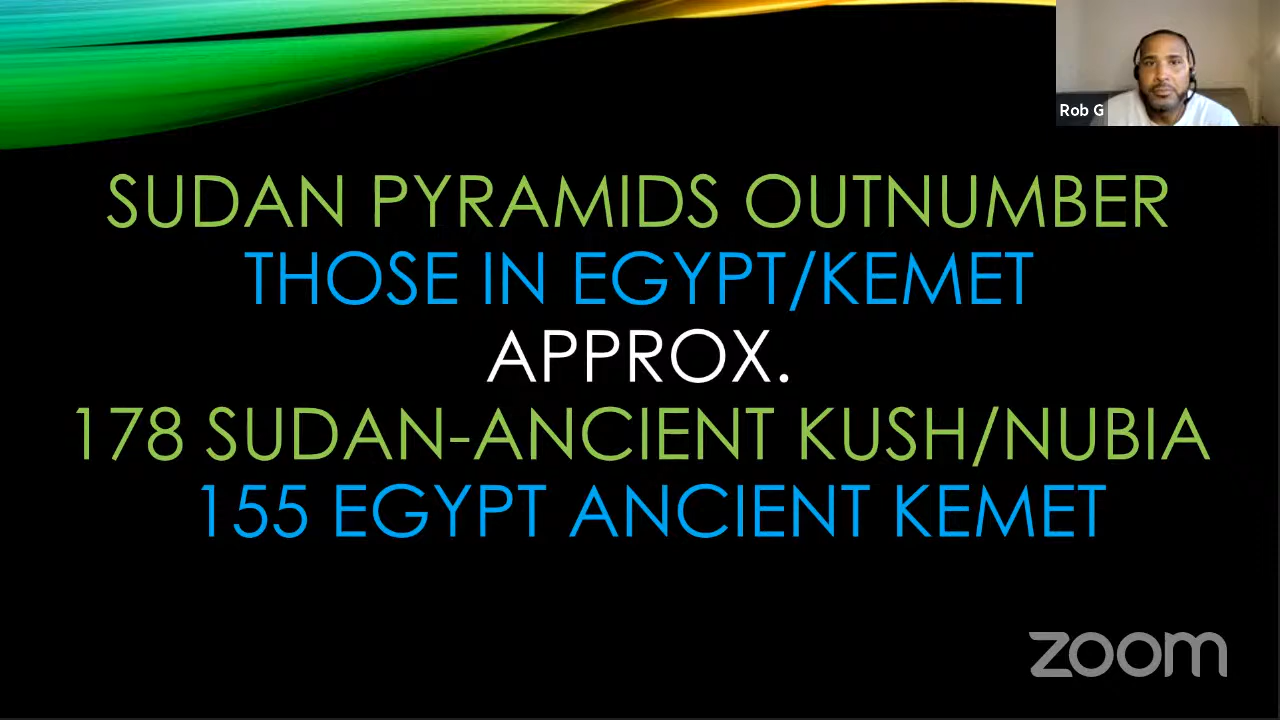 Rob G
SUDAN PYRAMIDS OUTNUMBER
THOSE IN EGYPT/KEMET
APPROX.
178 SUDAN-ANCIENT KUSH/NUBIA
155 EGYPT ANCIENT KEMET
zoom